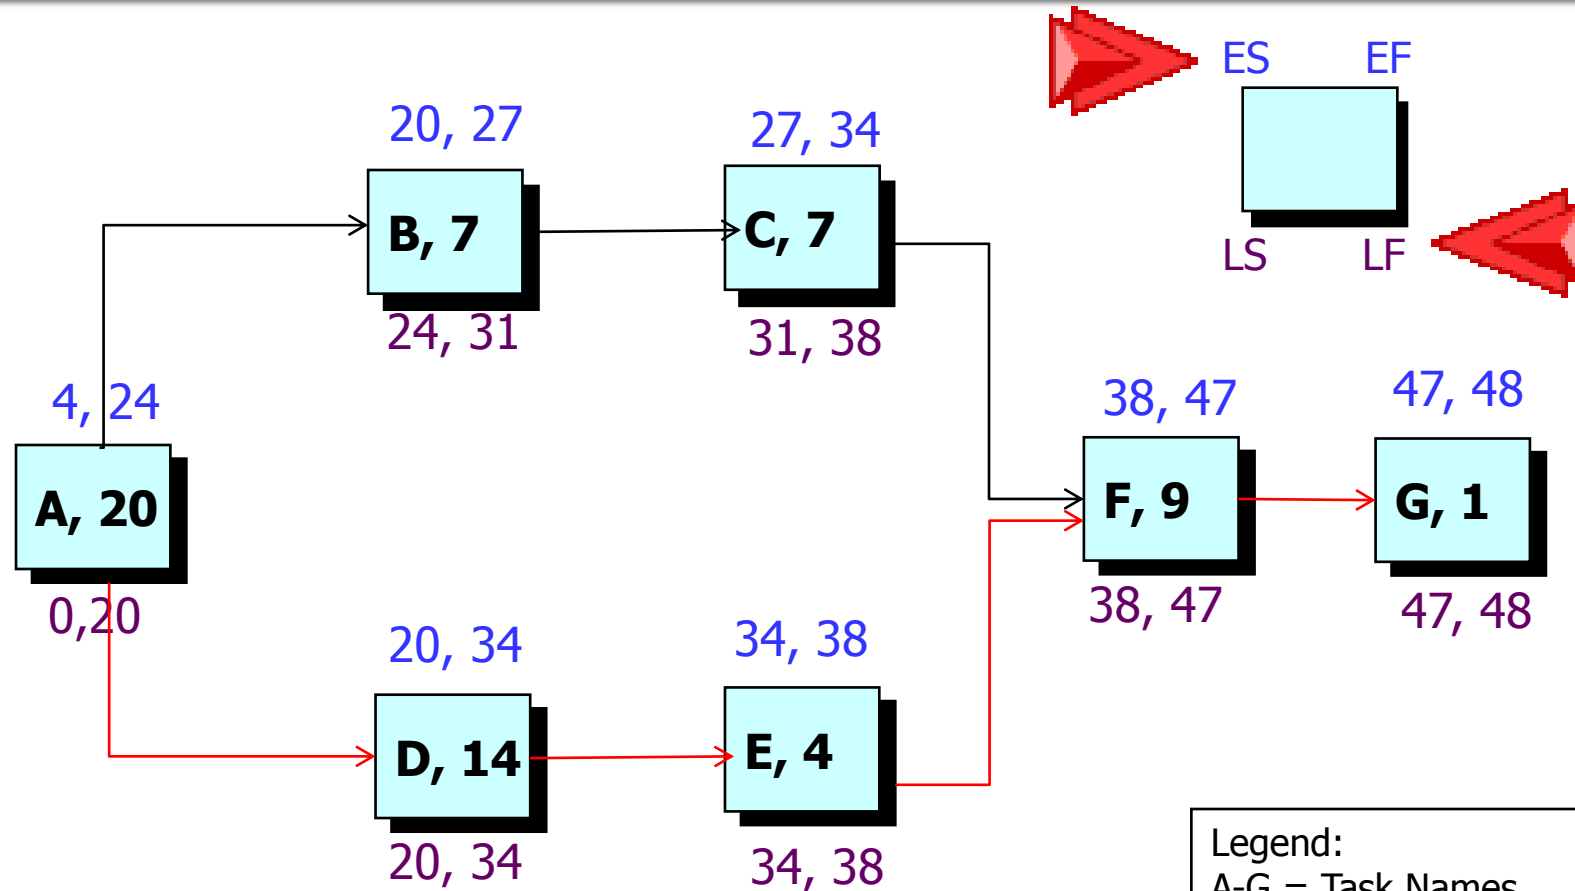 ES EF
LS LF
20, 27
B, 7
24, 31
27, 34
C, 7
31, 38
4, 24
A, 20
0,20
20, 34
D, 14
20, 34
34, 38
E, 4
34, 38
38, 47
F, 9
38, 47
47, 48
G, 1
47, 48
Legend:
A-G = Task Names